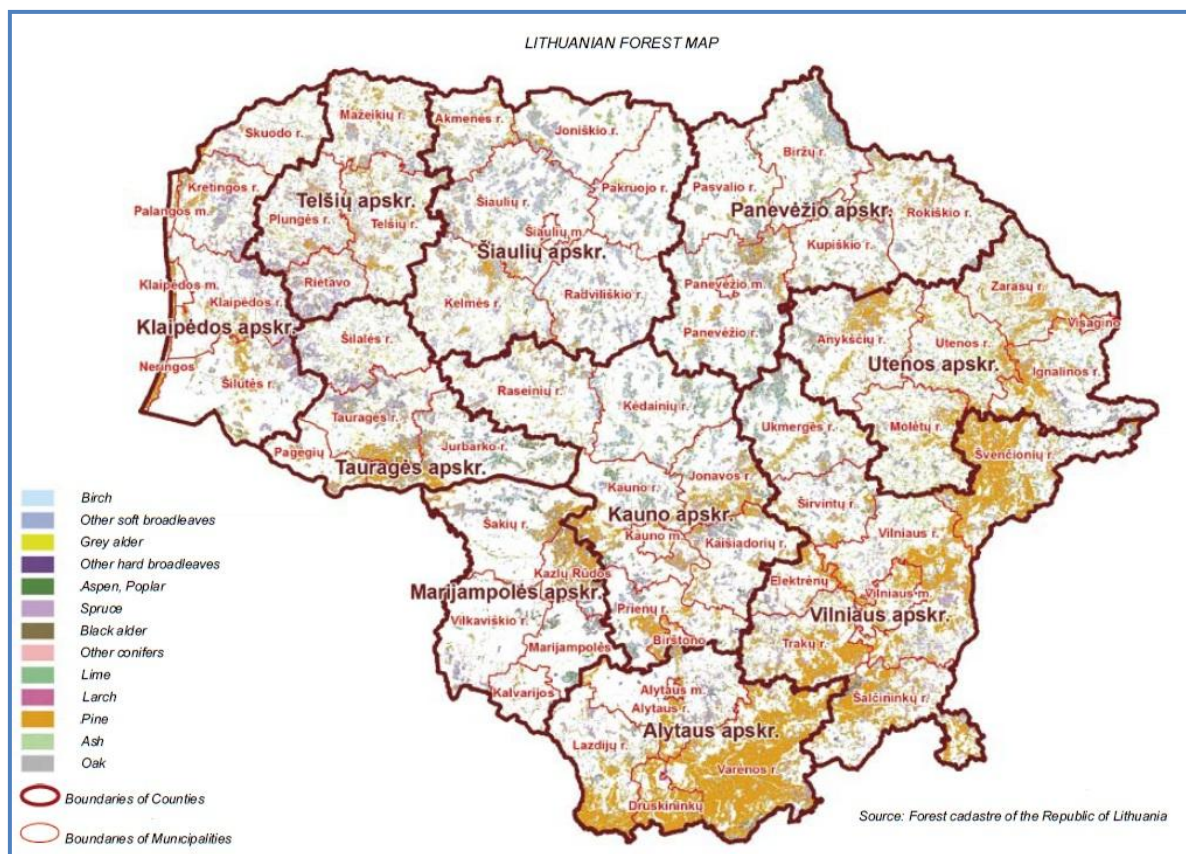 LITHUANIAN FOREST MAP
Skuodo r.
Mažeikių r.
Akmenės r.
Joniškio r.
Biržų r.
Kretingos r.
Palangos m.
Plungės r.
Telšių apskr.
Telšių r.
Šiaulių r.
Šiaulių m.
Šiaulių apskr.
Pakruojo r.
Pasvalio r.
Panevėžio apskr.
Rokiškio r.
Kupiškio r.
Rietavo
Klaipėdos m.
Klaipėdos r.
Klaipėdos apskr.
Kelmės r.
Radviliškio r.
Panevėžio m.
Panevėžio r.
Zarasų r.
Visagino
Anykščių r.
Utenos r.
Utenos apskr.
Ignalinos r.
Neringos
Šilutės r.
Šilalės r.
Raseinių r.
Kėdainių r.
Ukmergės r.
Molėtų r.
Švenčionių r.
Tauragės r.
Pagėgių
Jurbarko r.
Tauragės apskr.
Kauno r.
Jonavos r.
Kauno apskr.
Kauno m.
Kaišiadorių r.
Širvintų r.
Vilniaus r.
Šakių r.
Kazlų Rūdos
Marijampolės apskr.
Vilkaviškio r.
Marijampolės
Kalvarijos
Prienų r.
Birštono
Elektrėnų
Vilniaus m.
Vilniaus apskr.
Trakų r.
Šalčininkų r.
Alytaus m.
Alytaus r.
Alytaus apskr.
Lazdijų r.
Varėnos r.
Druskininkų
Birch
Other soft broadleaves
Grey alder
Other hard broadleaves
Aspen, Poplar
Spruce
Black alder
Other conifers
Lime
Larch
Pine
Ash
Oak
Boundaries of Counties
Boundaries of Municipalities
Source: Forest cadastre of the Republic of Lithuania